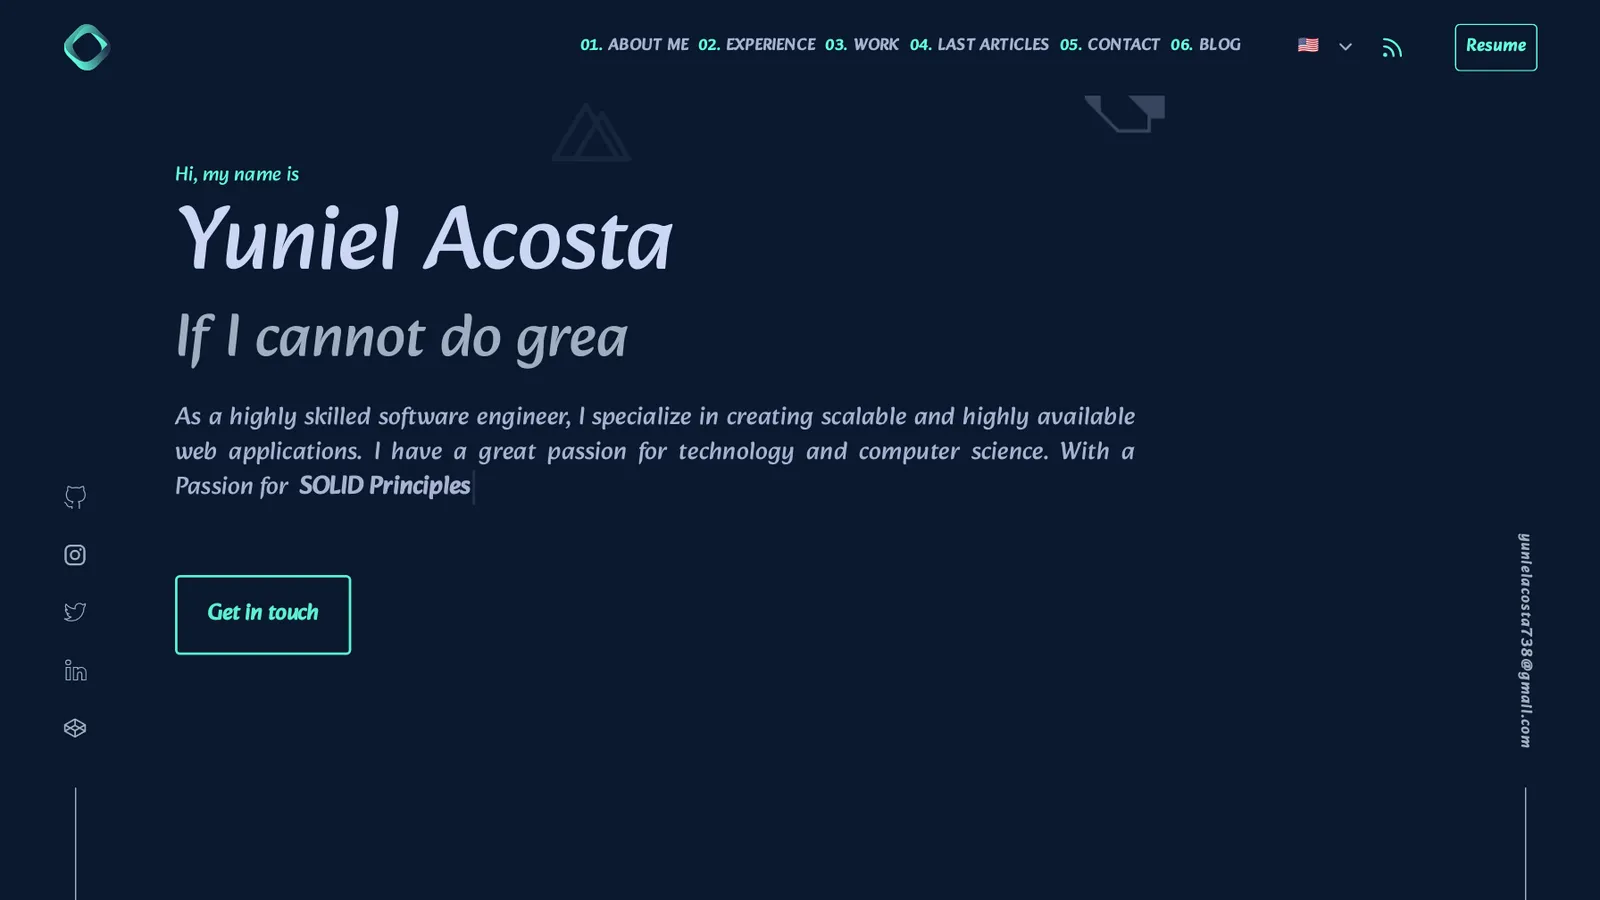 01. ABOUT ME 02. EXPERIENCE 03. WORK 04. LAST ARTICLES 05. CONTACT 06. BLOG
Resume
Hi, my name is
Yuniel Acosta
If I cannot do grea
As a highly skilled software engineer, I specialize in creating scalable and highly available
web applications. I have a great passion for technology and computer science. With a
Passion for SOLID Principles
Get in touch
yunielacosta738@gmail.com